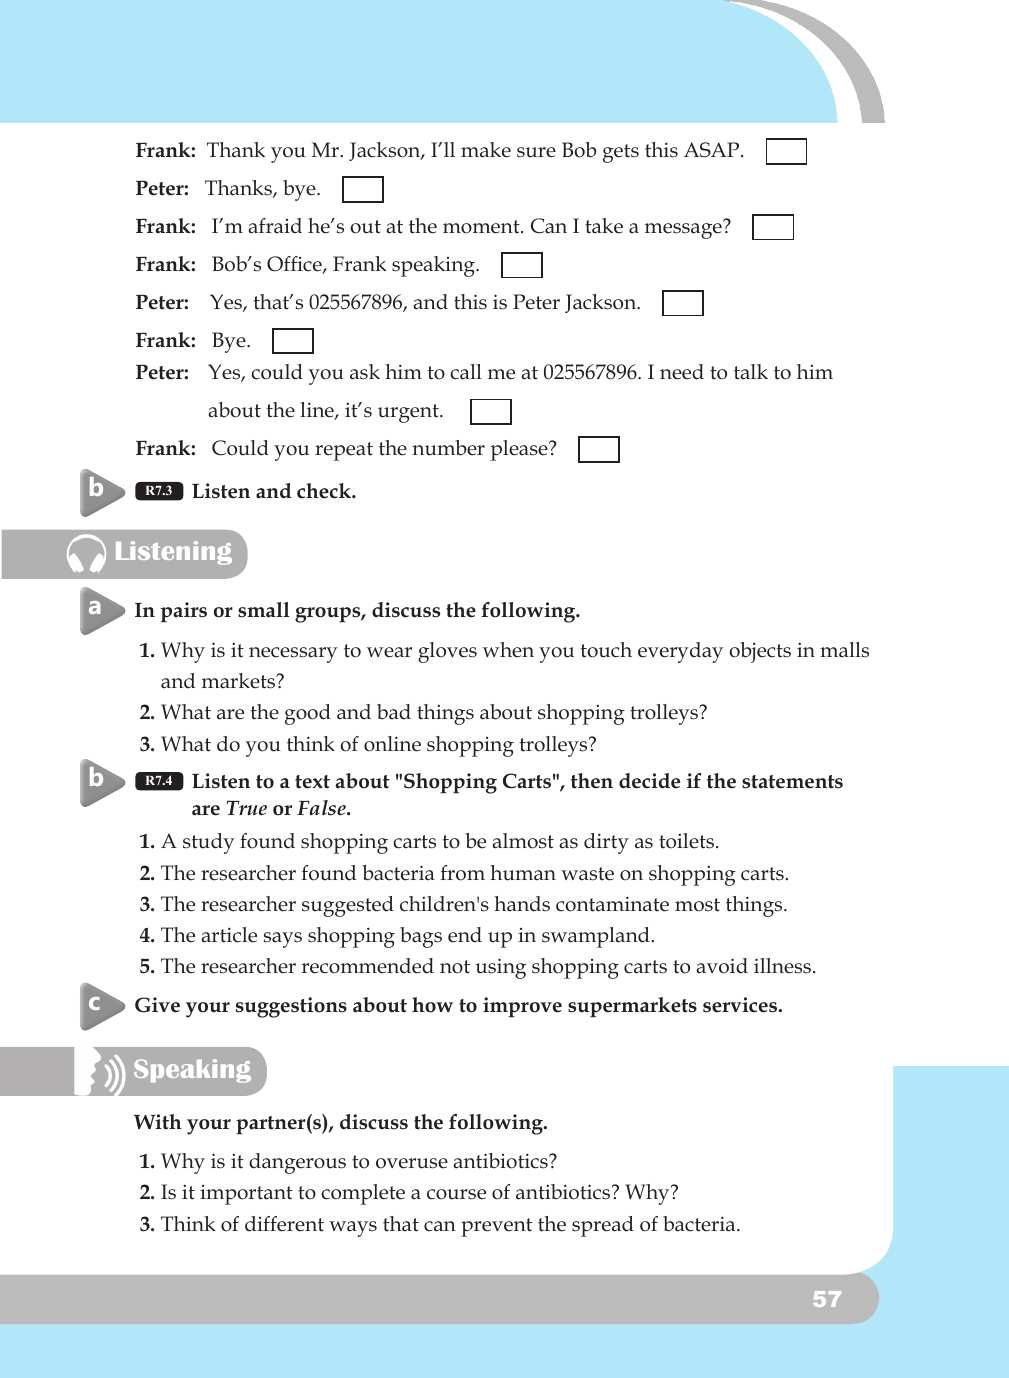 Frank: Thank you Mr. Jackson, I’ll make sure Bob gets this ASAP.
Peter: Thanks, bye.
Frank: I’m afraid he’s out at the moment. Can I take a message?
Frank: Bob’s Office, Frank speaking.
Peter: Yes, that’s 025567896, and this is Peter Jackson.
Frank: Bye.
Peter: Yes, could you ask him to call me at 025567896. I need to talk to him
about the line, it’s urgent.
Frank: Could you repeat the number please?
b R7.3 Listen and check.
Listening
a In pairs or small groups, discuss the following.
1. Why is it necessary to wear gloves when you touch everyday objects in malls
and markets?
2. What are the good and bad things about shopping trolleys?
3. What do you think of online shopping trolleys?
b R7.4 Listen to a text about "Shopping Carts", then decide if the statements
are True or False.
1. A study found shopping carts to be almost as dirty as toilets.
2. The researcher found bacteria from human waste on shopping carts.
3. The researcher suggested children's hands contaminate most things.
4. The article says shopping bags end up in swampland.
5. The researcher recommended not using shopping carts to avoid illness.
c Give your suggestions about how to improve supermarkets services.
Speaking
With your partner(s), discuss the following.
1. Why is it dangerous to overuse antibiotics?
2. Is it important to complete a course of antibiotics? Why?
3. Think of different ways that can prevent the spread of bacteria.
57